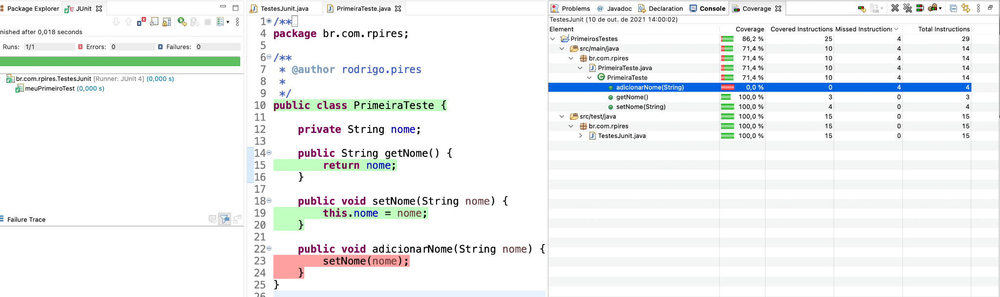 Package Explorer JUnit
nished after 0,018 seconds
Runs: 1/1 Errors: 0 Failures: 0
br.com.rpires.TestesJunit [Runner: JUnit 4] (0,000 s)
meuPrimeiroTest (0,000 s)
Failure Trace
TestesJunit.java PrimeiraTeste.java
1 /**
4 package br.com.rpires;
5
6 /**
7 * @author rodrigo.pires
8 *
9 */
10 public class PrimeiraTeste {
11
12 private String nome;
13
14 public String getNome() {
15 return nome;
16 }
17
18 public void setNome(String nome) {
19 this.nome = nome;
20 }
21
22 public void adicionarNome(String nome) {
23 setNome(nome);
24 }
25 }
26
Problems @ Javadoc Declaration Console Coverage
TestesJunit (10 de out. de 2021 14:00:02)
Element Coverage Covered Instructions Missed Instructions Total Instructions
PrimeirosTestes 86,2 % 25 4 29
src/main/java 71,4 % 10 4 14
br.com.rpires 71,4 % 10 4 14
PrimeiraTeste.java 71,4 % 10 4 14
PrimeiraTeste 71,4 % 10 4 14
adicionarNome(String) 0,0 % 0 4 4
getNome() 100,0 % 3 0 3
setNome(String) 100,0 % 4 0 4
src/test/java 100,0 % 15 0 15
br.com.rpires 100,0 % 15 0 15
TestesJunit.java 100,0 % 15 0 15